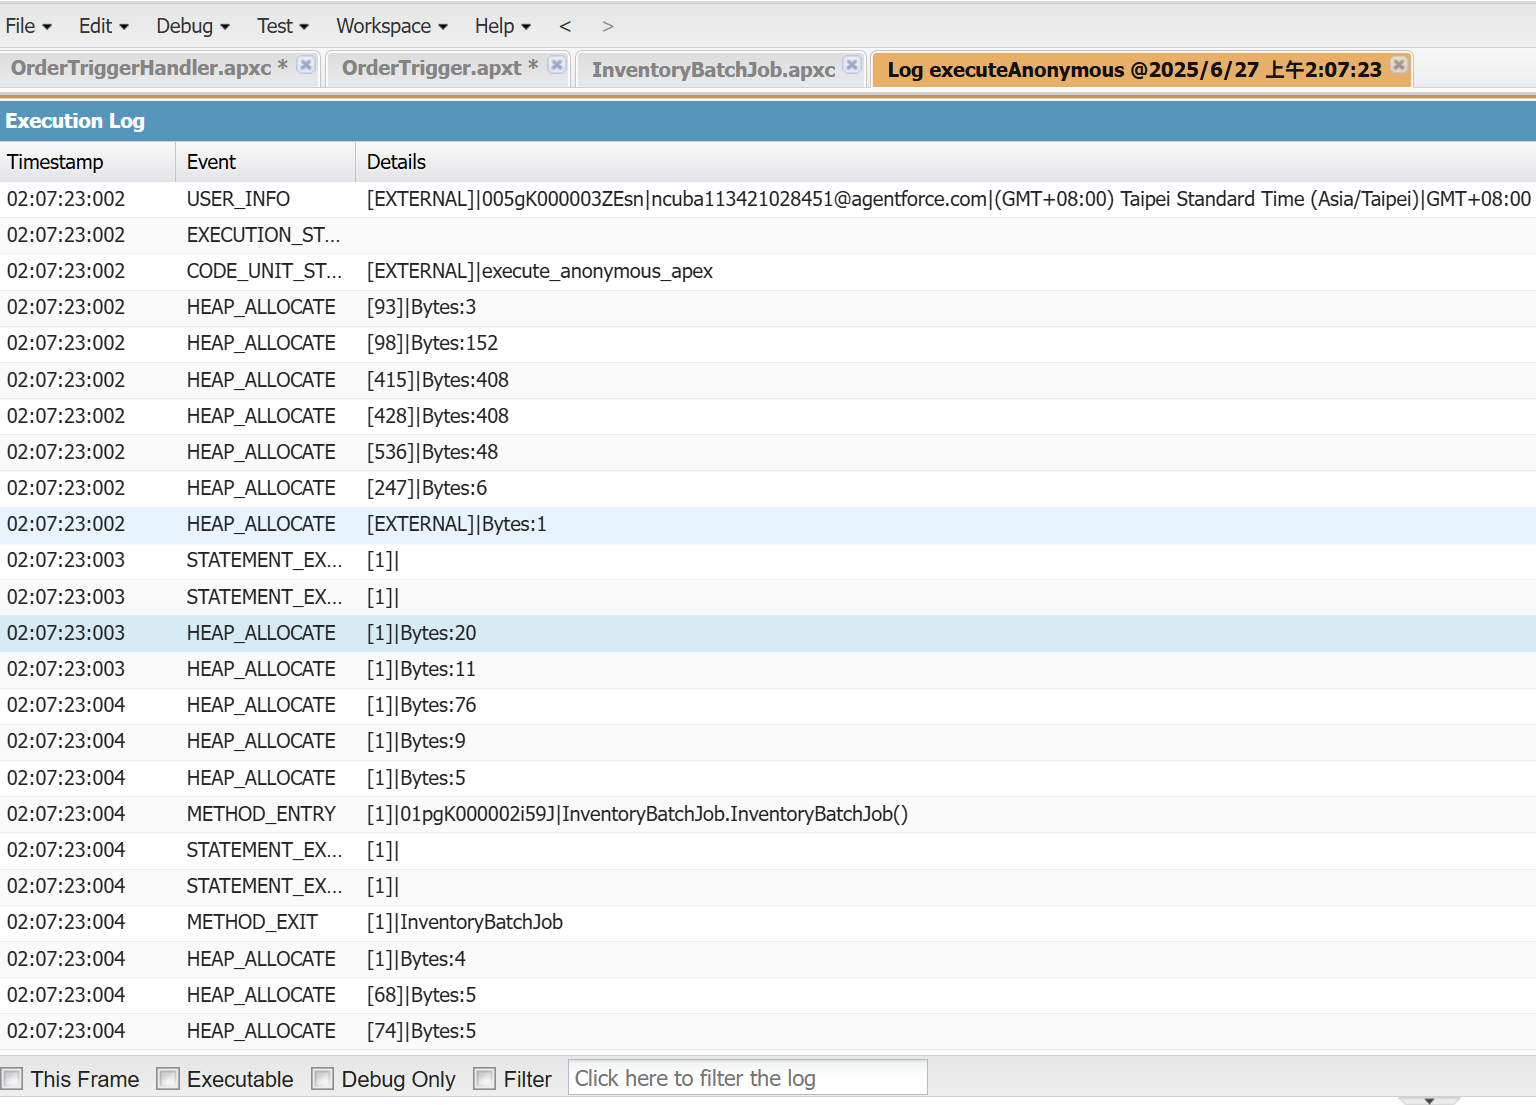 File Edit Debug Test Workspace Help < >
OrderTriggerHandler.apxc * OrderTrigger.apxt * InventoryBatchJob.apxc Log executeAnonymous @2025/6/27 上午2:07:23
Execution Log
Timestamp Event Details
02:07:23:002 USER_INFO [EXTERNAL]|005gK000003ZEsn|ncuba113421028451@agentforce.com|(GMT+08:00) Taipei Standard Time (Asia/Taipei)|GMT+08:00
02:07:23:002 EXECUTION_ST...
02:07:23:002 CODE_UNIT_ST... [EXTERNAL]|execute_anonymous_apex
02:07:23:002 HEAP_ALLOCATE [93]|Bytes:3
02:07:23:002 HEAP_ALLOCATE [98]|Bytes:152
02:07:23:002 HEAP_ALLOCATE [415]|Bytes:408
02:07:23:002 HEAP_ALLOCATE [428]|Bytes:408
02:07:23:002 HEAP_ALLOCATE [536]|Bytes:48
02:07:23:002 HEAP_ALLOCATE [247]|Bytes:6
02:07:23:002 HEAP_ALLOCATE [EXTERNAL]|Bytes:1
02:07:23:003 STATEMENT_EX... [1]|
02:07:23:003 STATEMENT_EX... [1]|
02:07:23:003 HEAP_ALLOCATE [1]|Bytes:20
02:07:23:003 HEAP_ALLOCATE [1]|Bytes:11
02:07:23:004 HEAP_ALLOCATE [1]|Bytes:76
02:07:23:004 HEAP_ALLOCATE [1]|Bytes:9
02:07:23:004 HEAP_ALLOCATE [1]|Bytes:5
02:07:23:004 METHOD_ENTRY [1]|01pgK000002i59J|InventoryBatchJob.InventoryBatchJob()
02:07:23:004 STATEMENT_EX... [1]|
02:07:23:004 STATEMENT_EX... [1]|
02:07:23:004 METHOD_EXIT [1]|InventoryBatchJob
02:07:23:004 HEAP_ALLOCATE [1]|Bytes:4
02:07:23:004 HEAP_ALLOCATE [68]|Bytes:5
02:07:23:004 HEAP_ALLOCATE [74]|Bytes:5
This Frame Executable Debug Only Filter Click here to filter the log